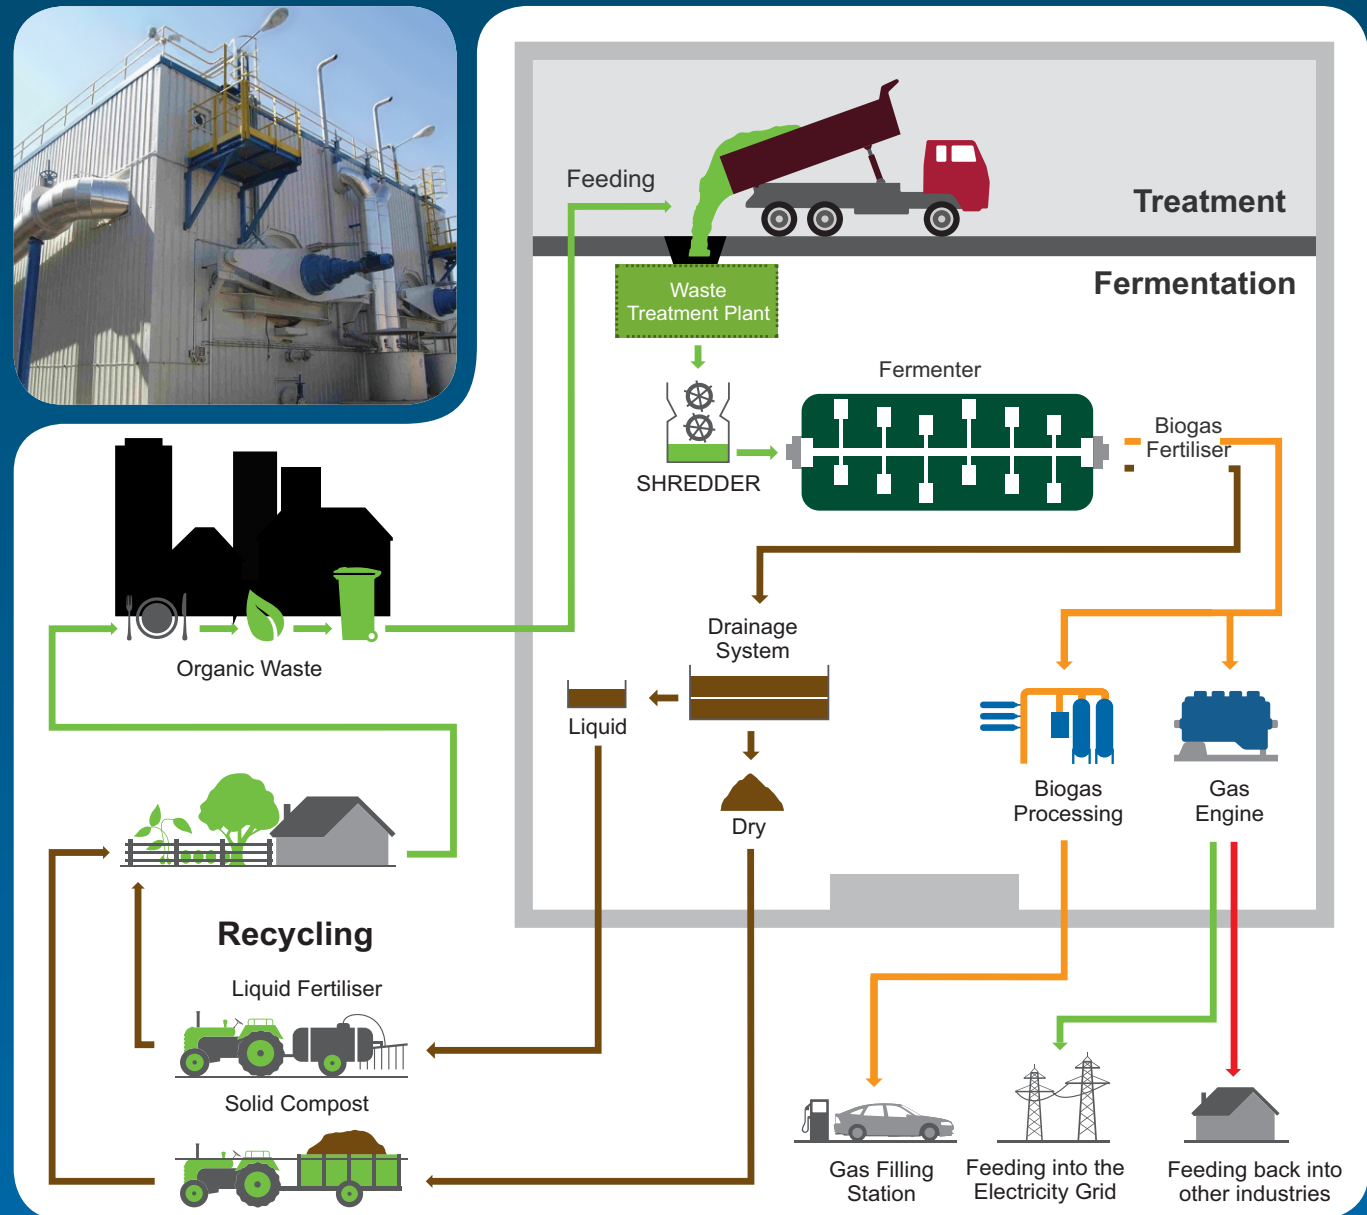 Feeding
Treatment
Fermentation
Waste
Treatment Plant
Fermenter
SHREDDER
Biogas
Fertiliser
Organic Waste
Drainage
System
Liquid
Dry
Biogas
Processing
Gas
Engine
Recycling
Liquid Fertiliser
Solid Compost
Gas Filling
Station
Feeding into the
Electricity Grid
Feeding back into
other industries